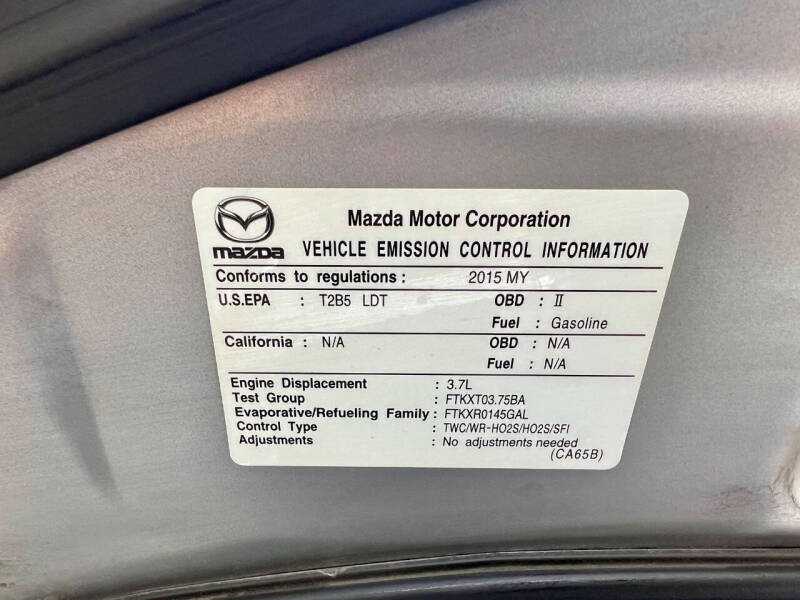 Mazda Motor Corporation
mazda VEHICLE EMISSION CONTROL INFORMATION
Conforms to regulations : 2015 MY
U.S.EPA : T2B5 LDT OBD : II
Fuel : Gasoline
California : N/A OBD : N/A
Fuel : N/A
Engine Displacement : 3.7L
Test Group : FTKXT03.75BA
Evaporative/Refueling Family : FTKXR0145GAL
Control Type : TWC/WR-HO2S/HO2S/SFI
Adjustments : No adjustments needed
(CA65B)